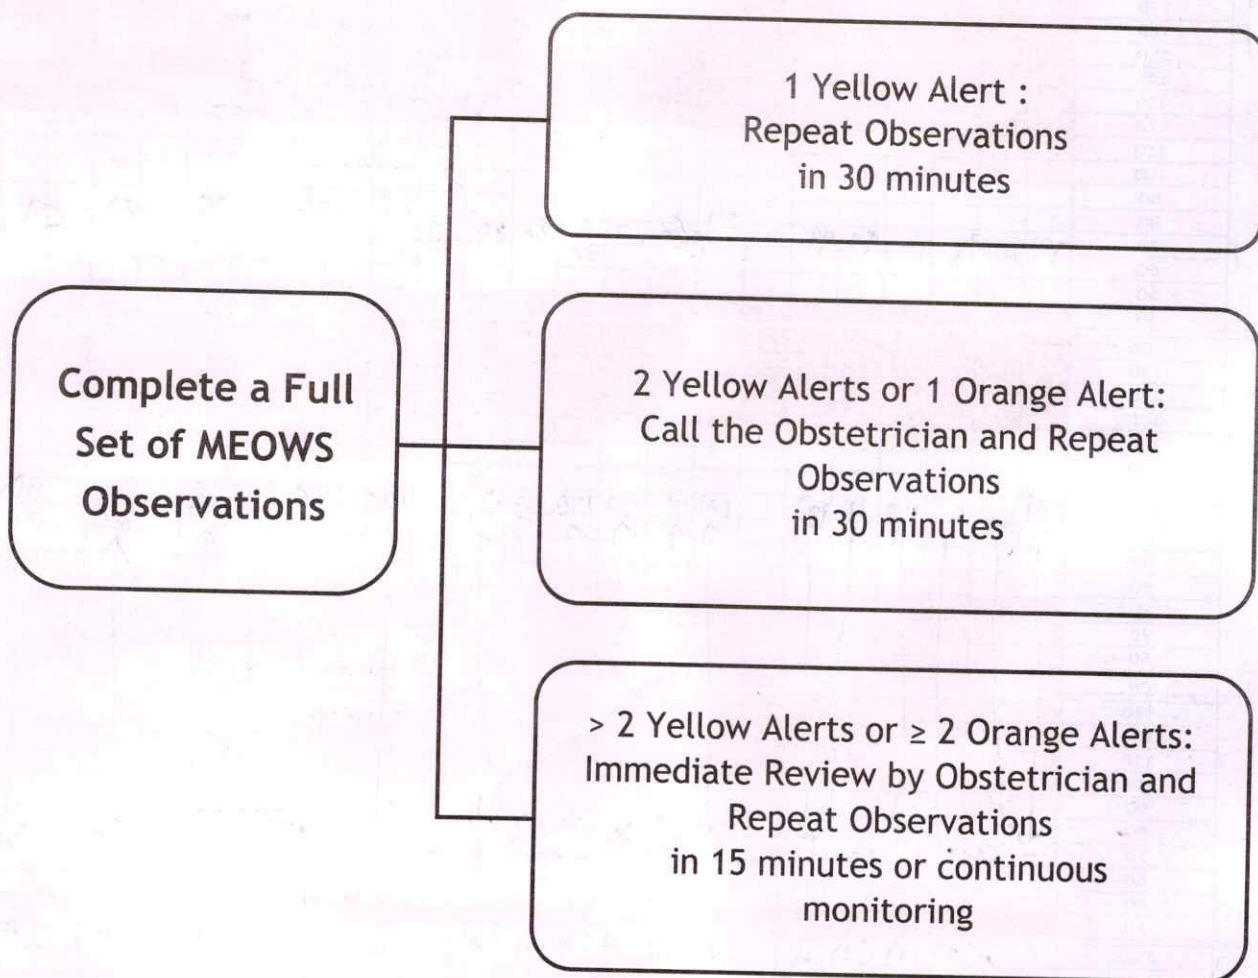 Complete a Full
Set of MEOWS
Observations
1 Yellow Alert :
Repeat Observations
in 30 minutes
2 Yellow Alerts or 1 Orange Alert:
Call the Obstetrician and Repeat
Observations
in 30 minutes
> 2 Yellow Alerts or ≥ 2 Orange Alerts:
Immediate Review by Obstetrician and
Repeat Observations
in 15 minutes or continuous
monitoring